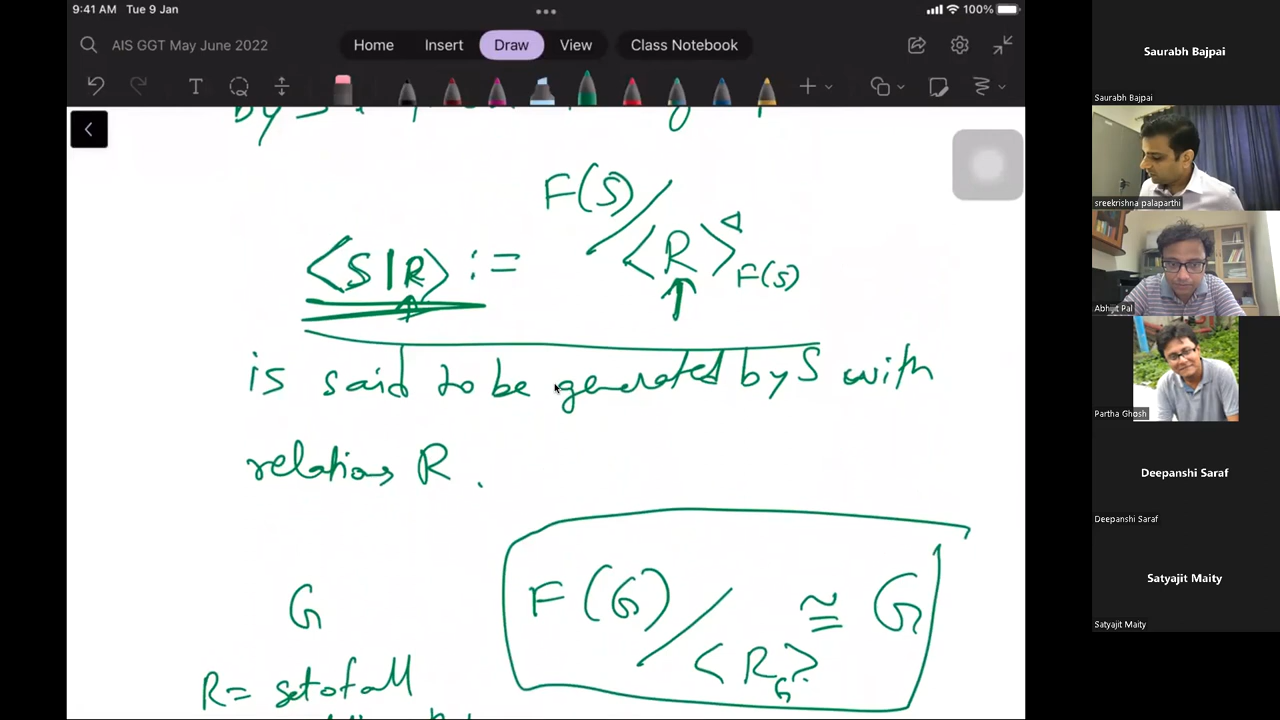 9:41 AM Tue 9 Jan
100%
AIS GGT May June 2022
Home Insert Draw View Class Notebook
F(S)/⟨R⟩◁F(S)
⟨S|R⟩ :=
is said to be generated by S with
relations R.
F(G)/⟨R_G⟩ ≅ G
G
R = set of all
Saurabh Bajpai
Saurabh Bajpai
sreekrishna palaparthi
Abhijit Pal
Partha Ghosh
Deepanshi Saraf
Deepanshi Saraf
Satyajit Maity
Satyajit Maity